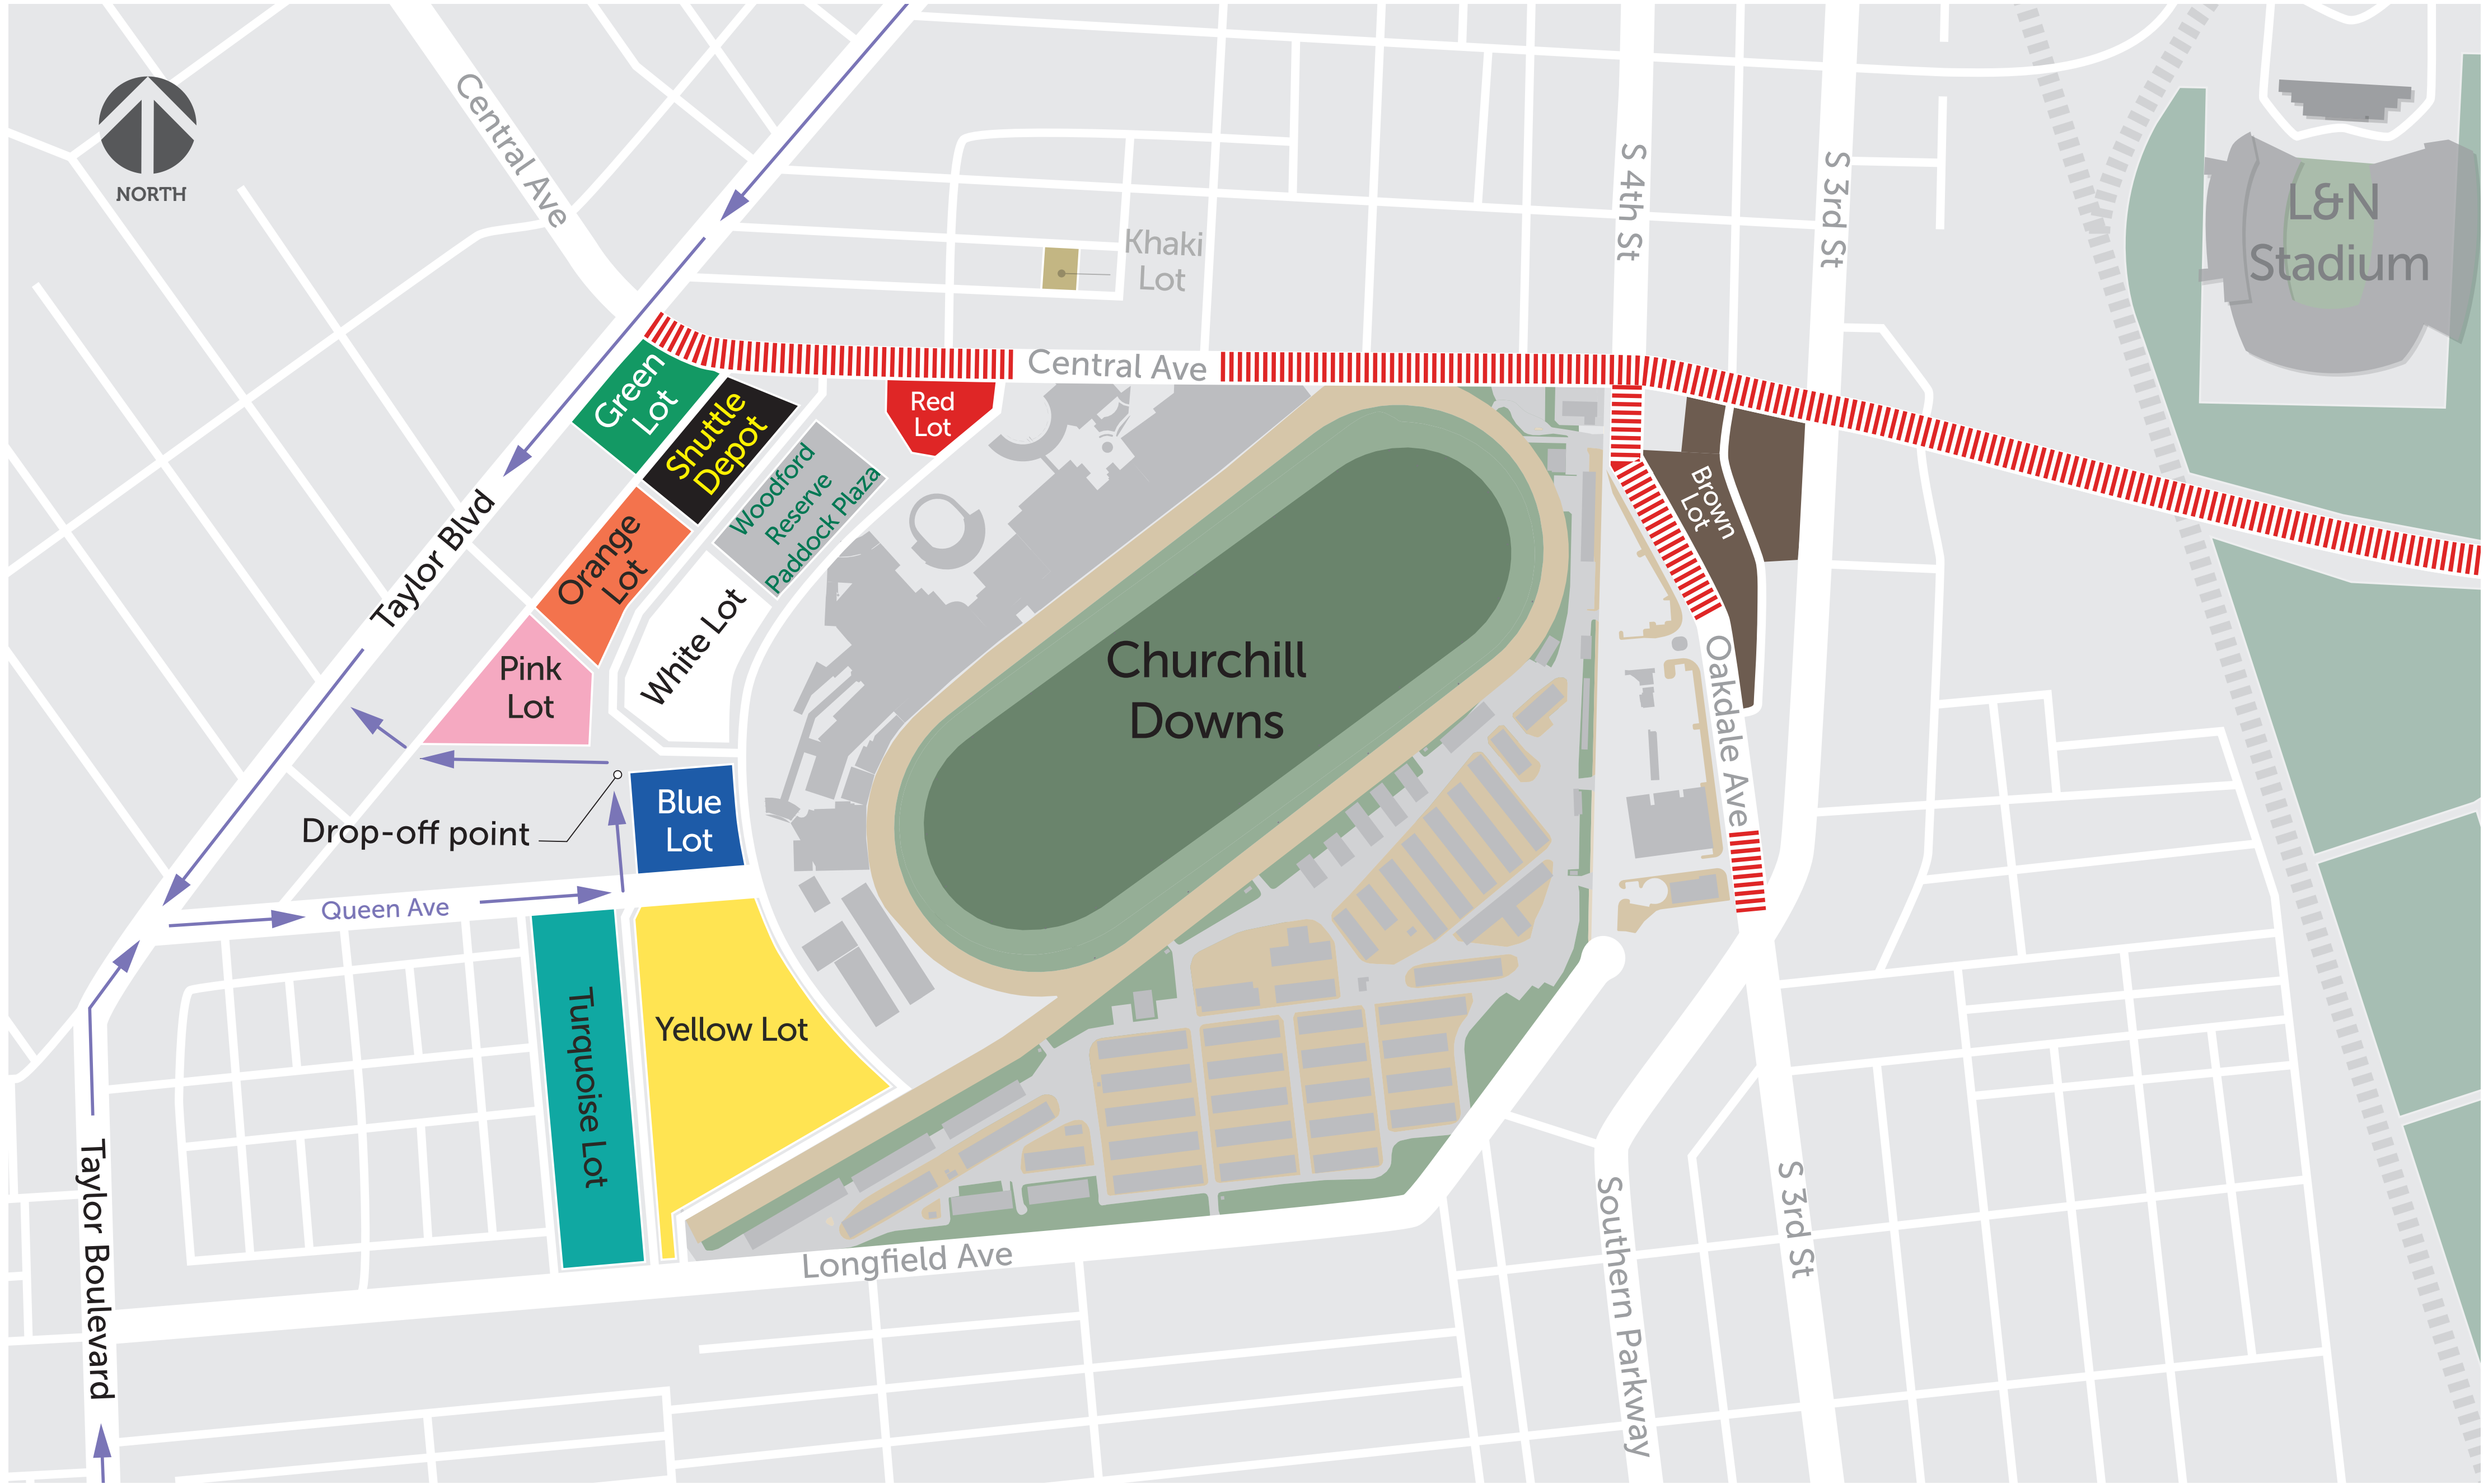 NORTH
Central Ave
Khaki
Lot
S 4th St
S 3rd St
L&N
Stadium
Central Ave
Green
Lot
Shuttle
Depot
Red
Lot
Woodford
Reserve
Paddock Plaza
Brown
Lot
Taylor Blvd
Orange
Lot
White Lot
Pink
Lot
Churchill
Downs
Oakdale Ave
Drop-off point
Blue
Lot
Queen Ave
Turquoise Lot
Yellow Lot
Taylor Boulevard
Longfield Ave
Southern Parkway
S 3rd St